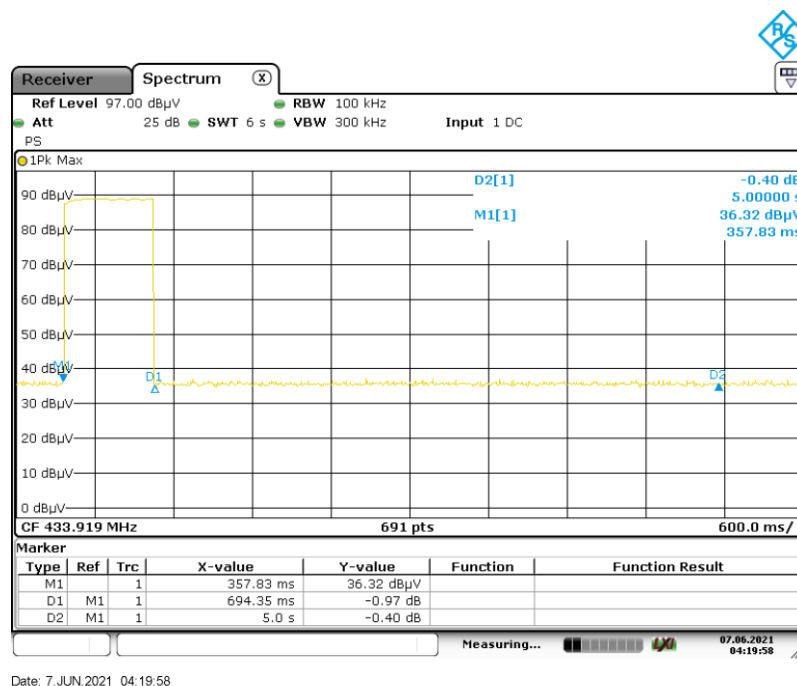 R&S
Receiver Spectrum X
Ref Level 97.00 dBµV RBW 100 kHz
Att 25 dB SWT 6 s VBW 300 kHz Input 1 DC
PS
1Pk Max
D2[1] -0.40 dB
5.00000 s
M1[1] 36.32 dBµV
357.83 ms
90 dBµV
80 dBµV
70 dBµV
60 dBµV
50 dBµV
40 dBµV
M1
D1
D2
30 dBµV
20 dBµV
10 dBµV
0 dBµV
CF 433.919 MHz 691 pts 600.0 ms/
Marker
Type Ref Trc X-value Y-value Function Function Result
M1 1 357.83 ms 36.32 dBµV
D1 M1 1 694.35 ms -0.97 dB
D2 M1 1 5.0 s -0.40 dB
Measuring... LXI 07.06.2021
04:19:58
Date: 7.JUN.2021 04:19:58